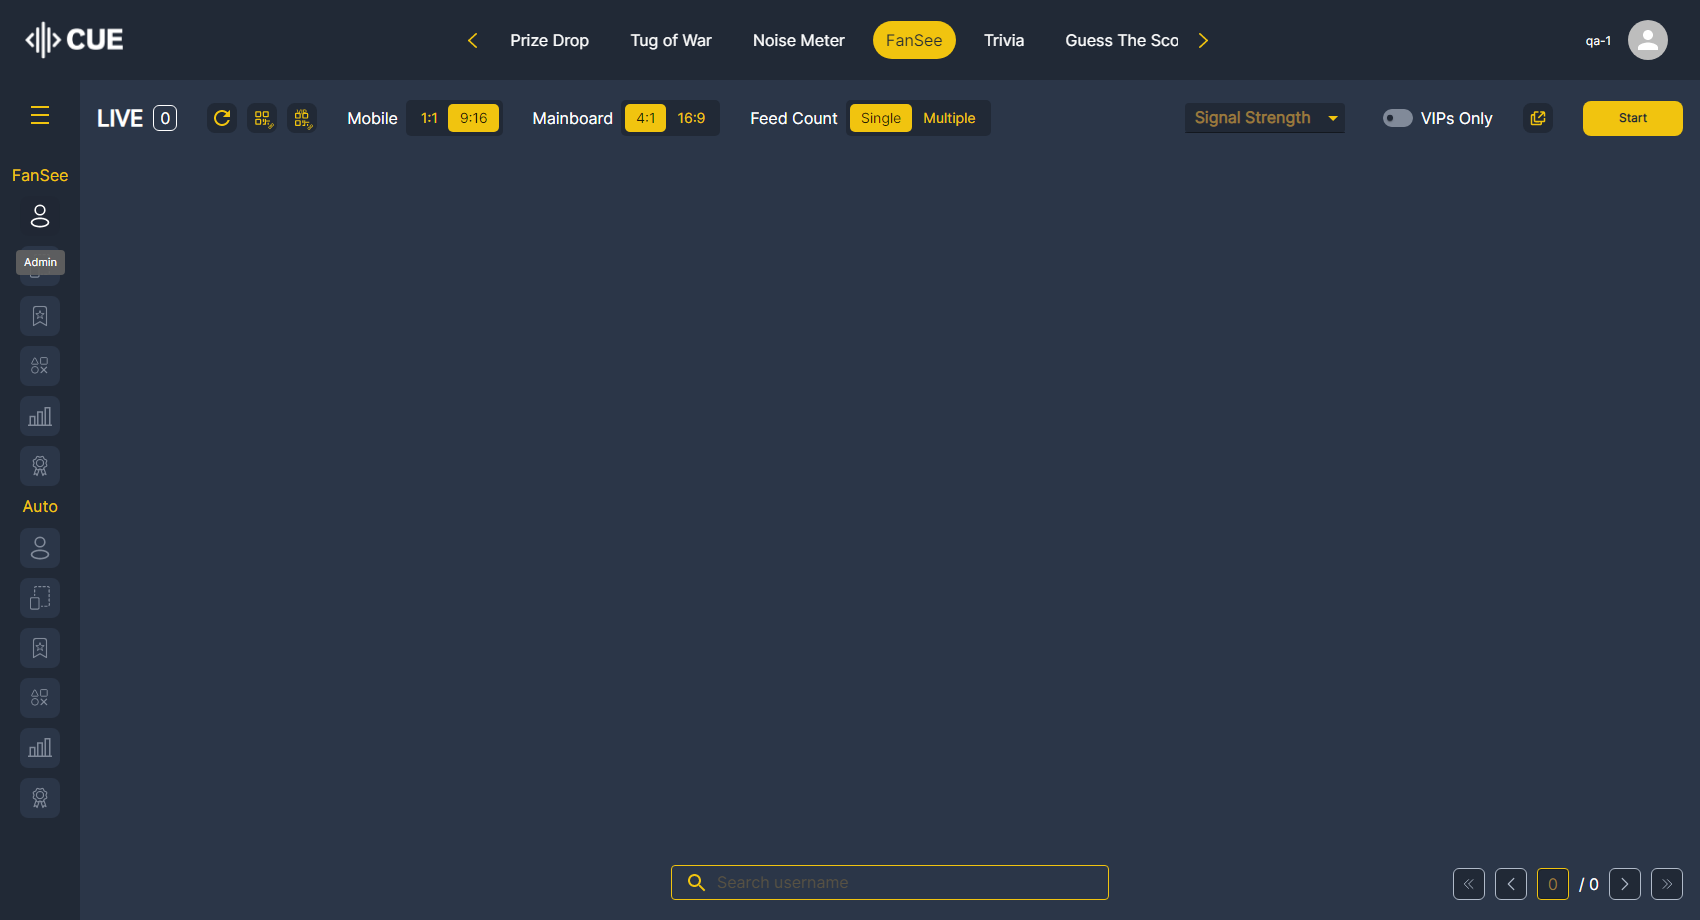 CUE
Prize Drop
Tug of War
Noise Meter
FanSee
Trivia
Guess The Sco
qa-1
LIVE 0
Mobile 1:1 9:16
Mainboard 4:1 16:9
Feed Count Single Multiple
Signal Strength
VIPs Only
Start
FanSee
Admin
Auto
Search username
0 / 0